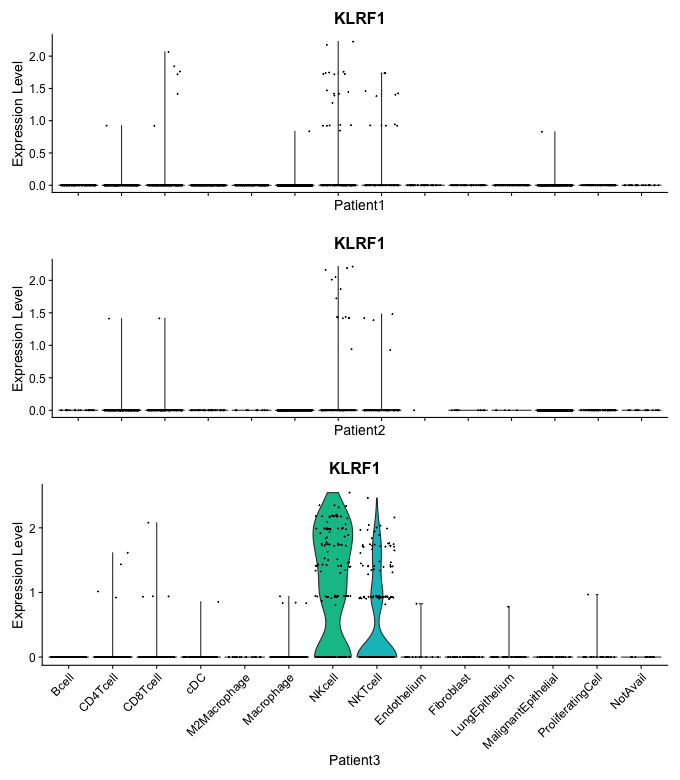 KLRF1
Expression Level
2.0
1.5
1.0
0.5
0.0
Patient1
KLRF1
Expression Level
2.0
1.5
1.0
0.5
0.0
Patient2
KLRF1
Expression Level
2
1
0
Bcell
CD4Tcell
CD8Tcell
cDC
M2Macrophage
Macrophage
NKcell
NKTcell
Endothelium
Fibroblast
LungEpithelium
MalignantEpithelial
ProliferatingCell
NotAvail
Patient3